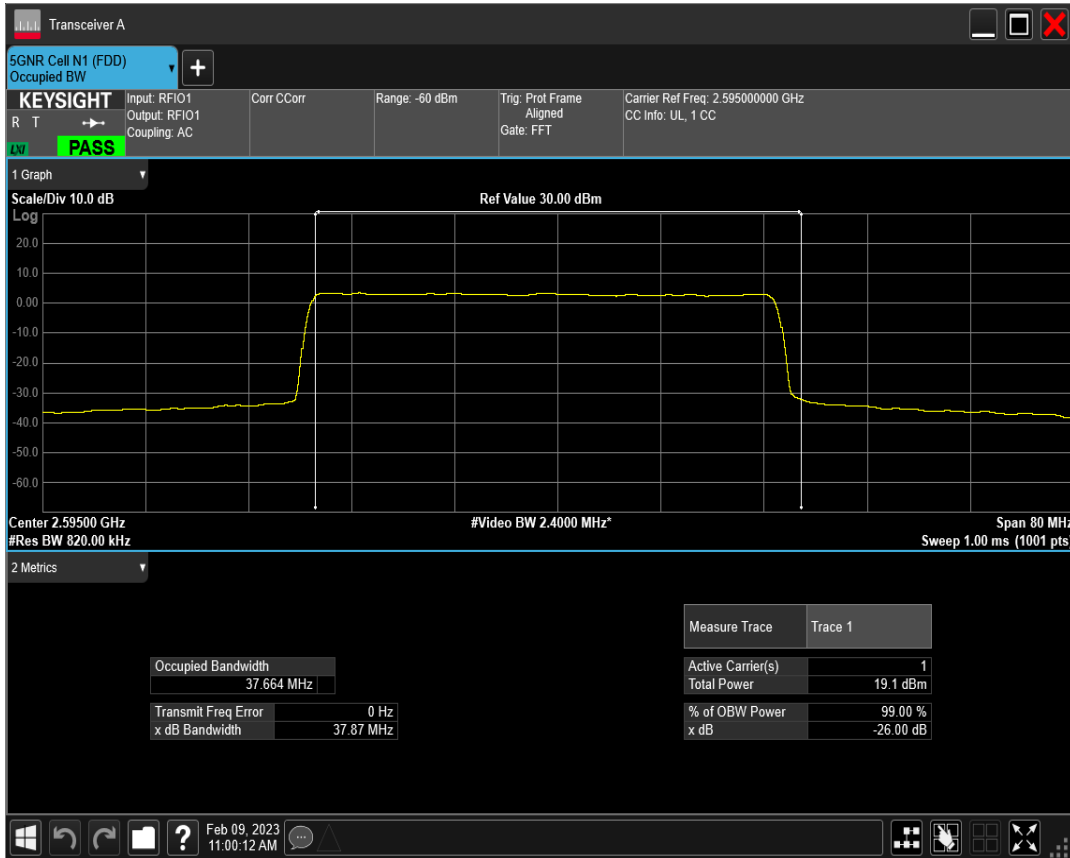 Transceiver A
5GNR Cell N1 (FDD)
Occupied BW
+
KEYSIGHT
R T
LXI
PASS
Input: RFIO1
Output: RFIO1
Coupling: AC
Corr CCorr
Range: -60 dBm
Trig: Prot Frame
Aligned
Gate: FFT
Carrier Ref Freq: 2.595000000 GHz
CC Info: UL, 1 CC
1 Graph
Scale/Div 10.0 dB
Ref Value 30.00 dBm
Log
20.0
10.0
0.00
-10.0
-20.0
-30.0
-40.0
-50.0
-60.0
Center 2.59500 GHz
#Video BW 2.4000 MHz*
Span 80 MHz
#Res BW 820.00 kHz
Sweep 1.00 ms (1001 pts)
2 Metrics
Measure Trace Trace 1
Occupied Bandwidth
37.664 MHz
Active Carrier(s) 1
Total Power 19.1 dBm
Transmit Freq Error 0 Hz
x dB Bandwidth 37.87 MHz
% of OBW Power 99.00 %
x dB -26.00 dB
?
Feb 09, 2023
11:00:12 AM